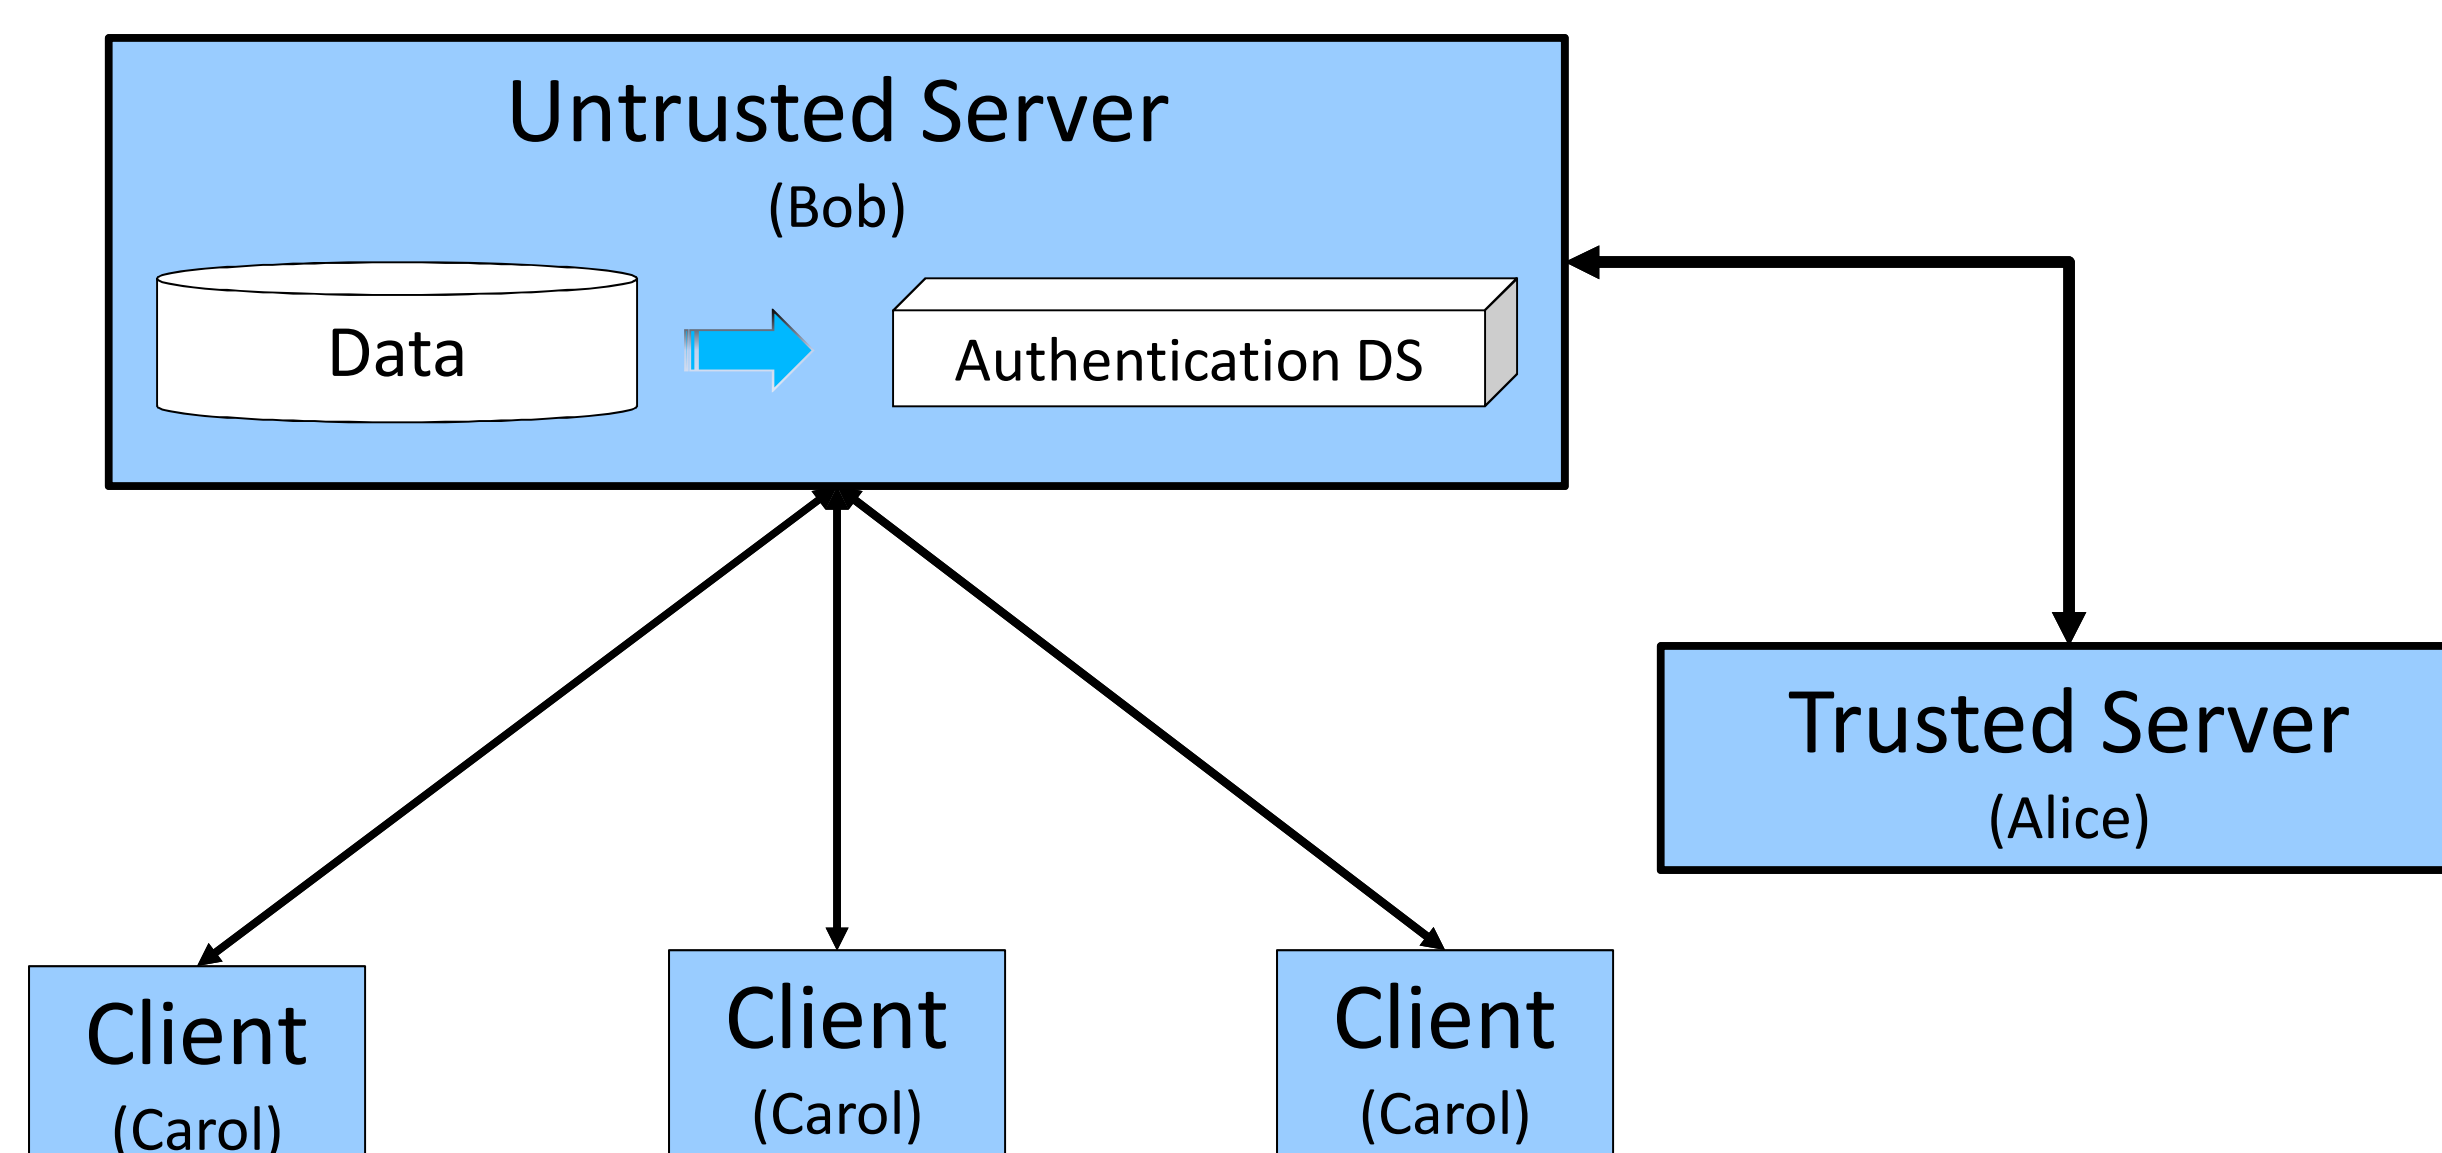 Untrusted Server
(Bob)
Data
Authentication DS
Trusted Server
(Alice)
Client
(Carol)
Client
(Carol)
Client
(Carol)